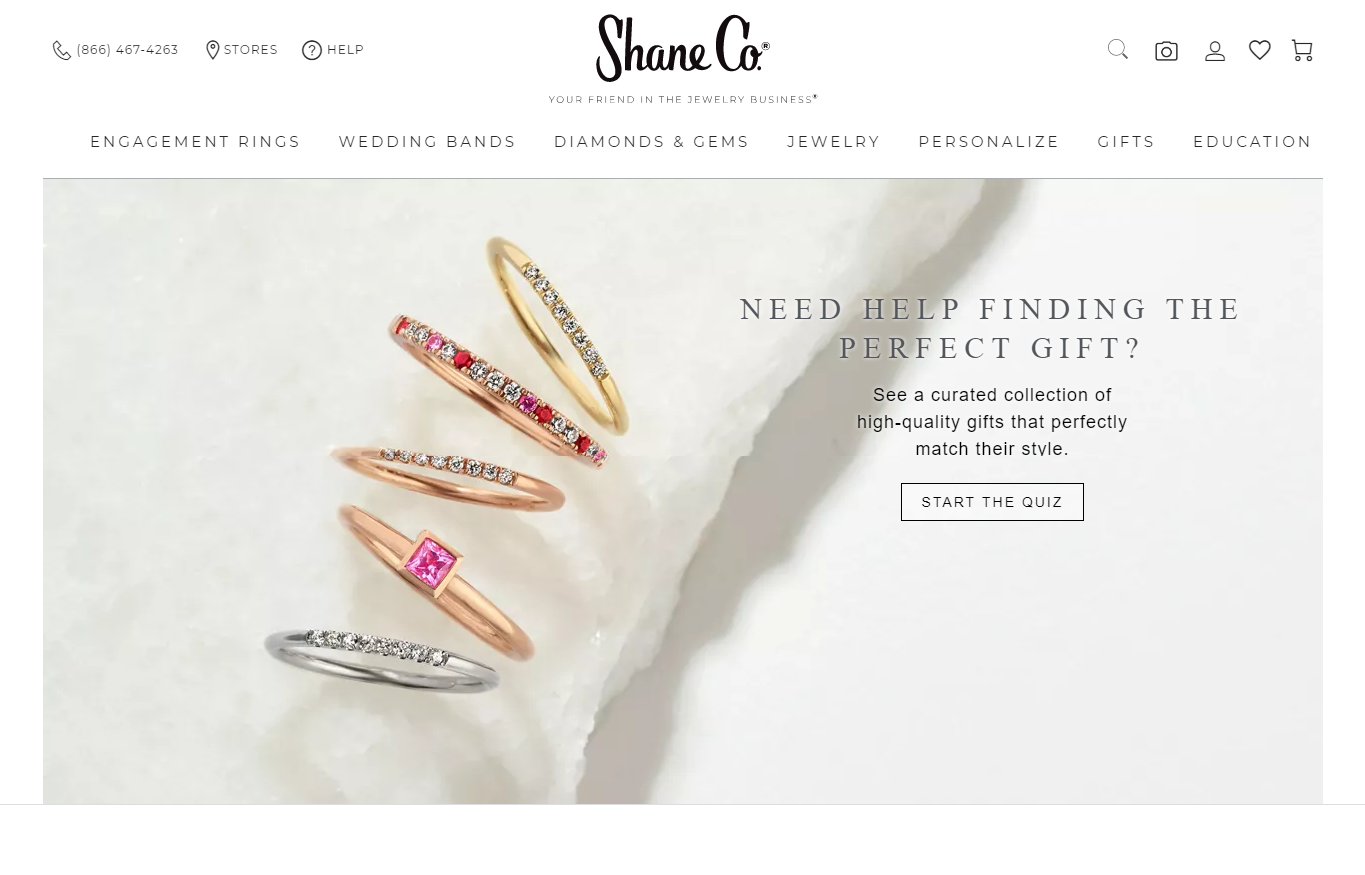 (866) 467-4263 STORES HELP
Shane Co.®
YOUR FRIEND IN THE JEWELRY BUSINESS®
ENGAGEMENT RINGS WEDDING BANDS DIAMONDS & GEMS JEWELRY PERSONALIZE GIFTS EDUCATION
NEED HELP FINDING THE
PERFECT GIFT?
See a curated collection of
high-quality gifts that perfectly
match their style.
START THE QUIZ